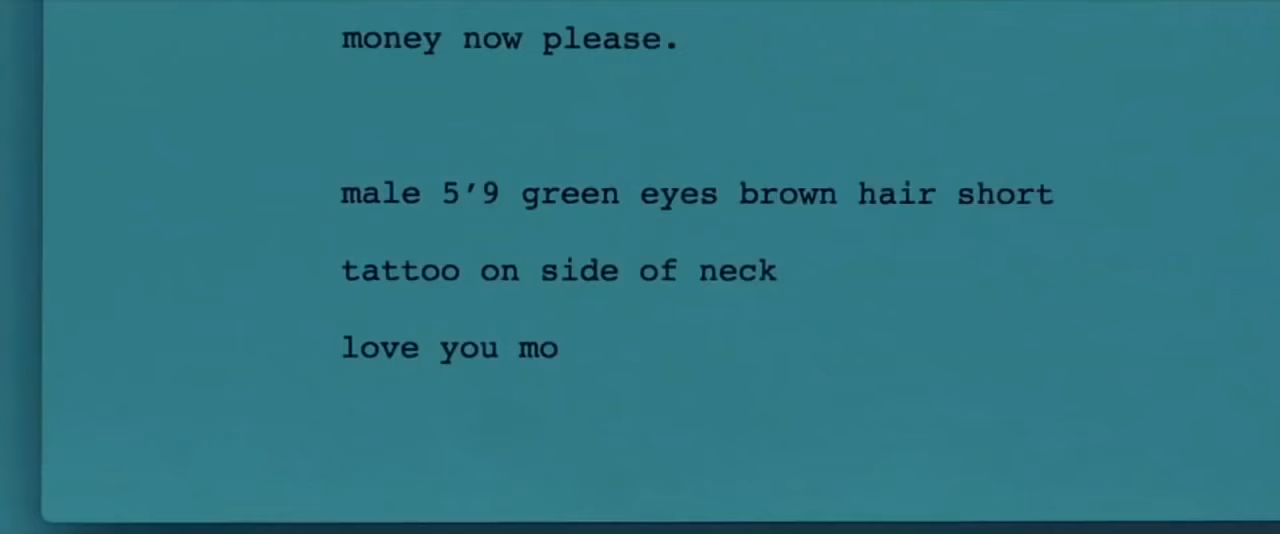 money now please.
male 5'9 green eyes brown hair short
tattoo on side of neck
love you mo